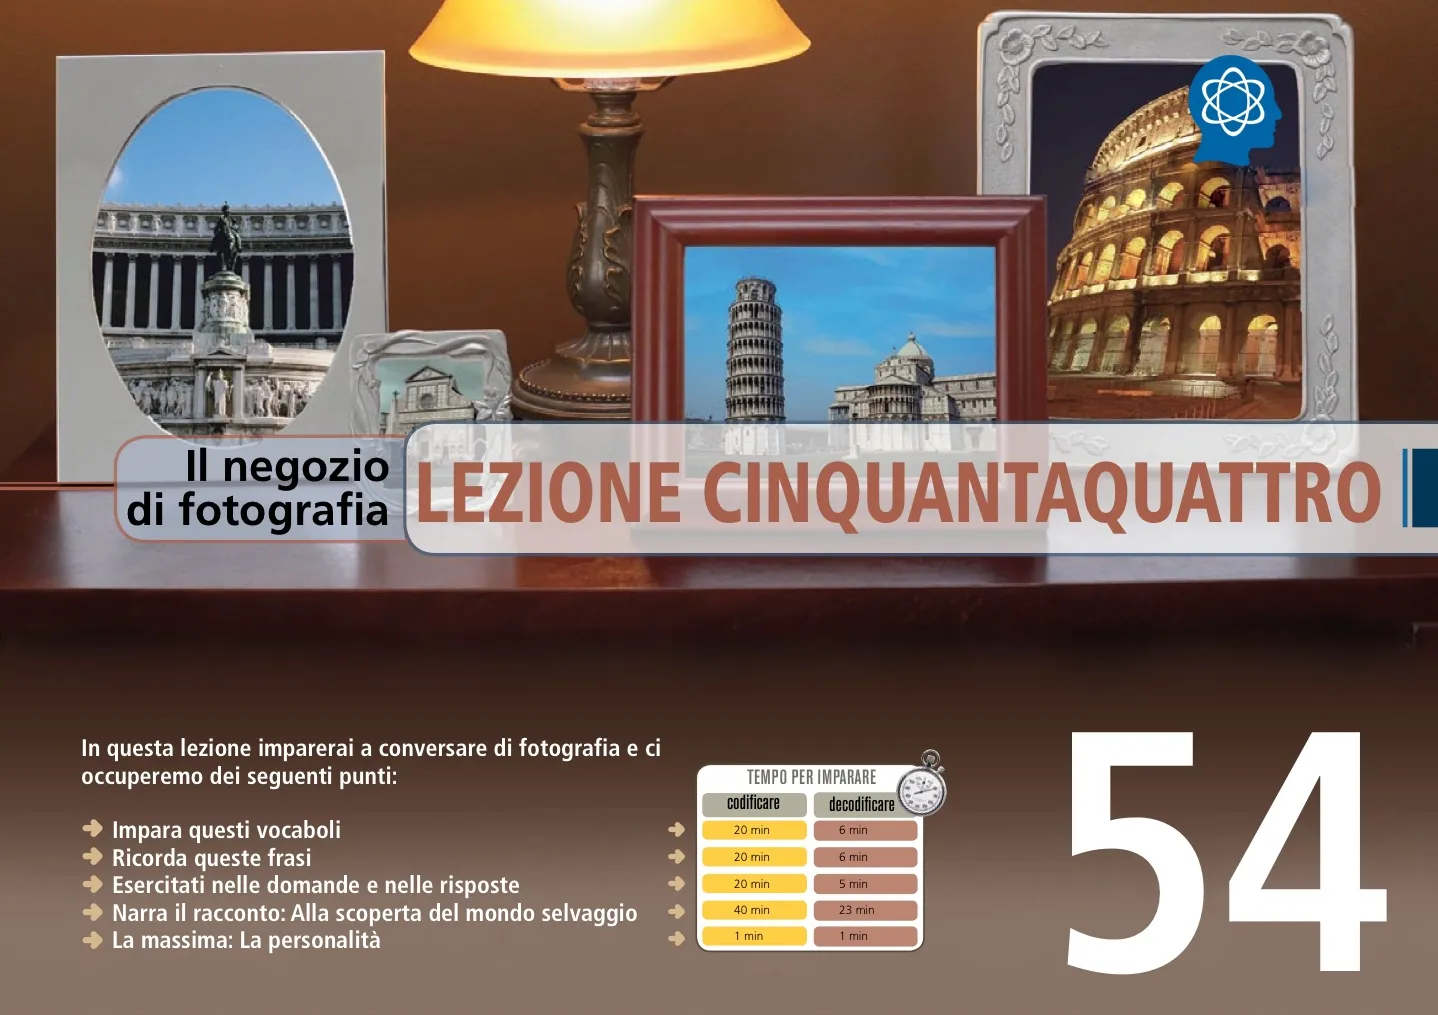 Il negozio
di fotografia
LEZIONE CINQUANTAQUATTRO
In questa lezione imparerai a conversare di fotografia e ci
occuperemo dei seguenti punti:
Impara questi vocaboli
Ricorda queste frasi
Esercitati nelle domande e nelle risposte
Narra il racconto: Alla scoperta del mondo selvaggio
La massima: La personalità
TEMPO PER IMPARARE
codificare decodificare
20 min 6 min
20 min 6 min
20 min 5 min
40 min 23 min
1 min 1 min
54